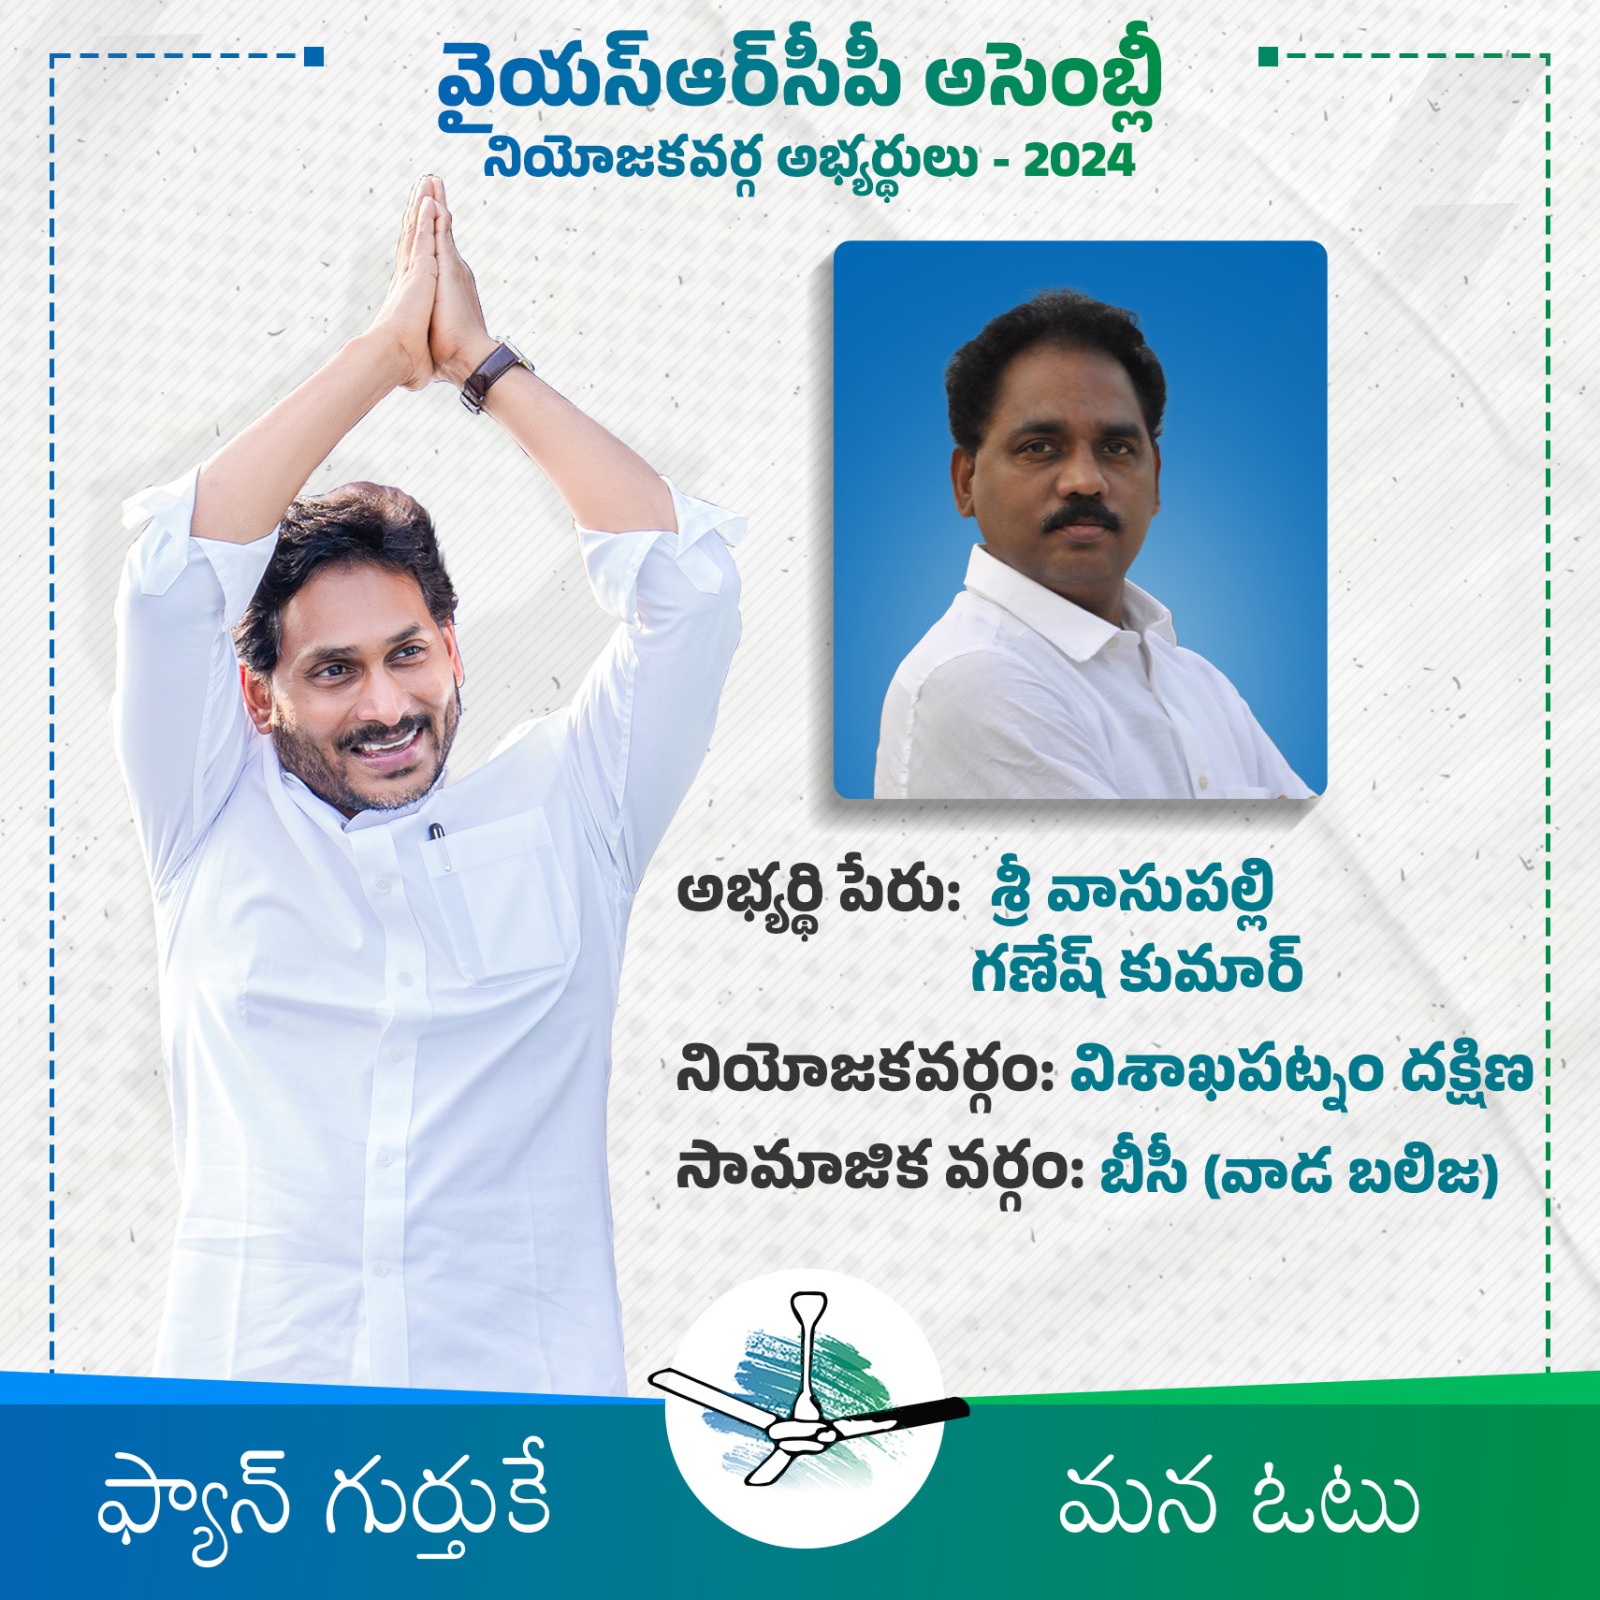 వైయస్ఆర్‌సీపీ అసెంబ్లీ
నియోజకవర్గ అభ్యర్థులు - 2024
అభ్యర్థి పేరు: శ్రీ వాసుపల్లి
గణేష్ కుమార్
నియోజకవర్గం: విశాఖపట్నం దక్షిణ
సామాజిక వర్గం: బీసీ (వాడ బలిజ)
ఫ్యాన్ గుర్తుకే
మన ఓటు